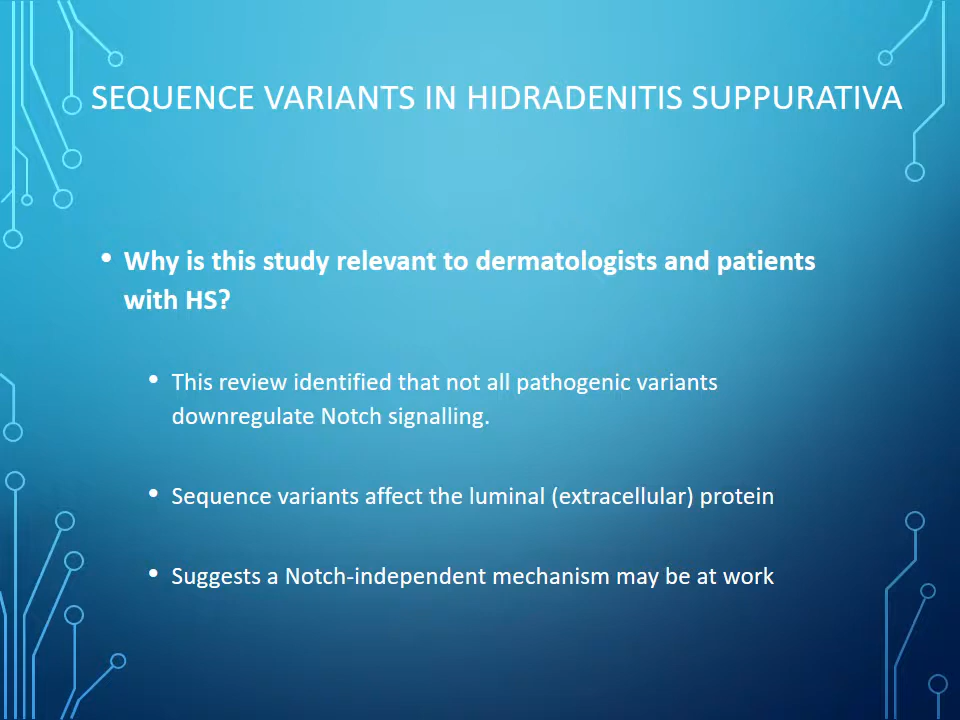 SEQUENCE VARIANTS IN HIDRADENITIS SUPPURATIVA
• Why is this study relevant to dermatologists and patients
with HS?
• This review identified that not all pathogenic variants
downregulate Notch signalling.
• Sequence variants affect the luminal (extracellular) protein
• Suggests a Notch-independent mechanism may be at work